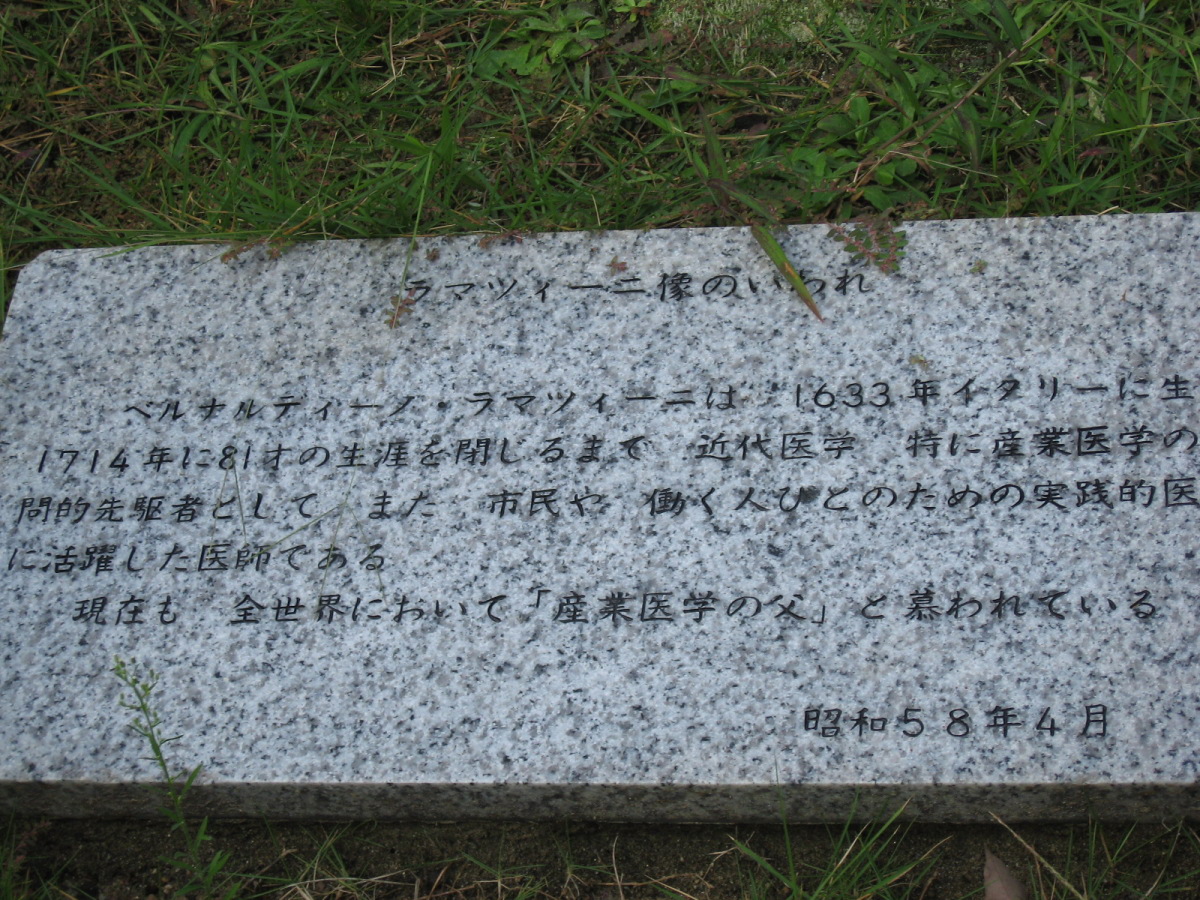 ラマツィーニ像のいわれ
ベルナルディーノ・ラマツィーニは 1633年イタリーに生
1714年に81才の生涯を閉じるまで 近代医学 特に産業医学の
問的先駆者として また 市民や 働く人びとのための実践的医
に活躍した医師である
現在も 全世界において「産業医学の父」と慕われている
昭和58年4月